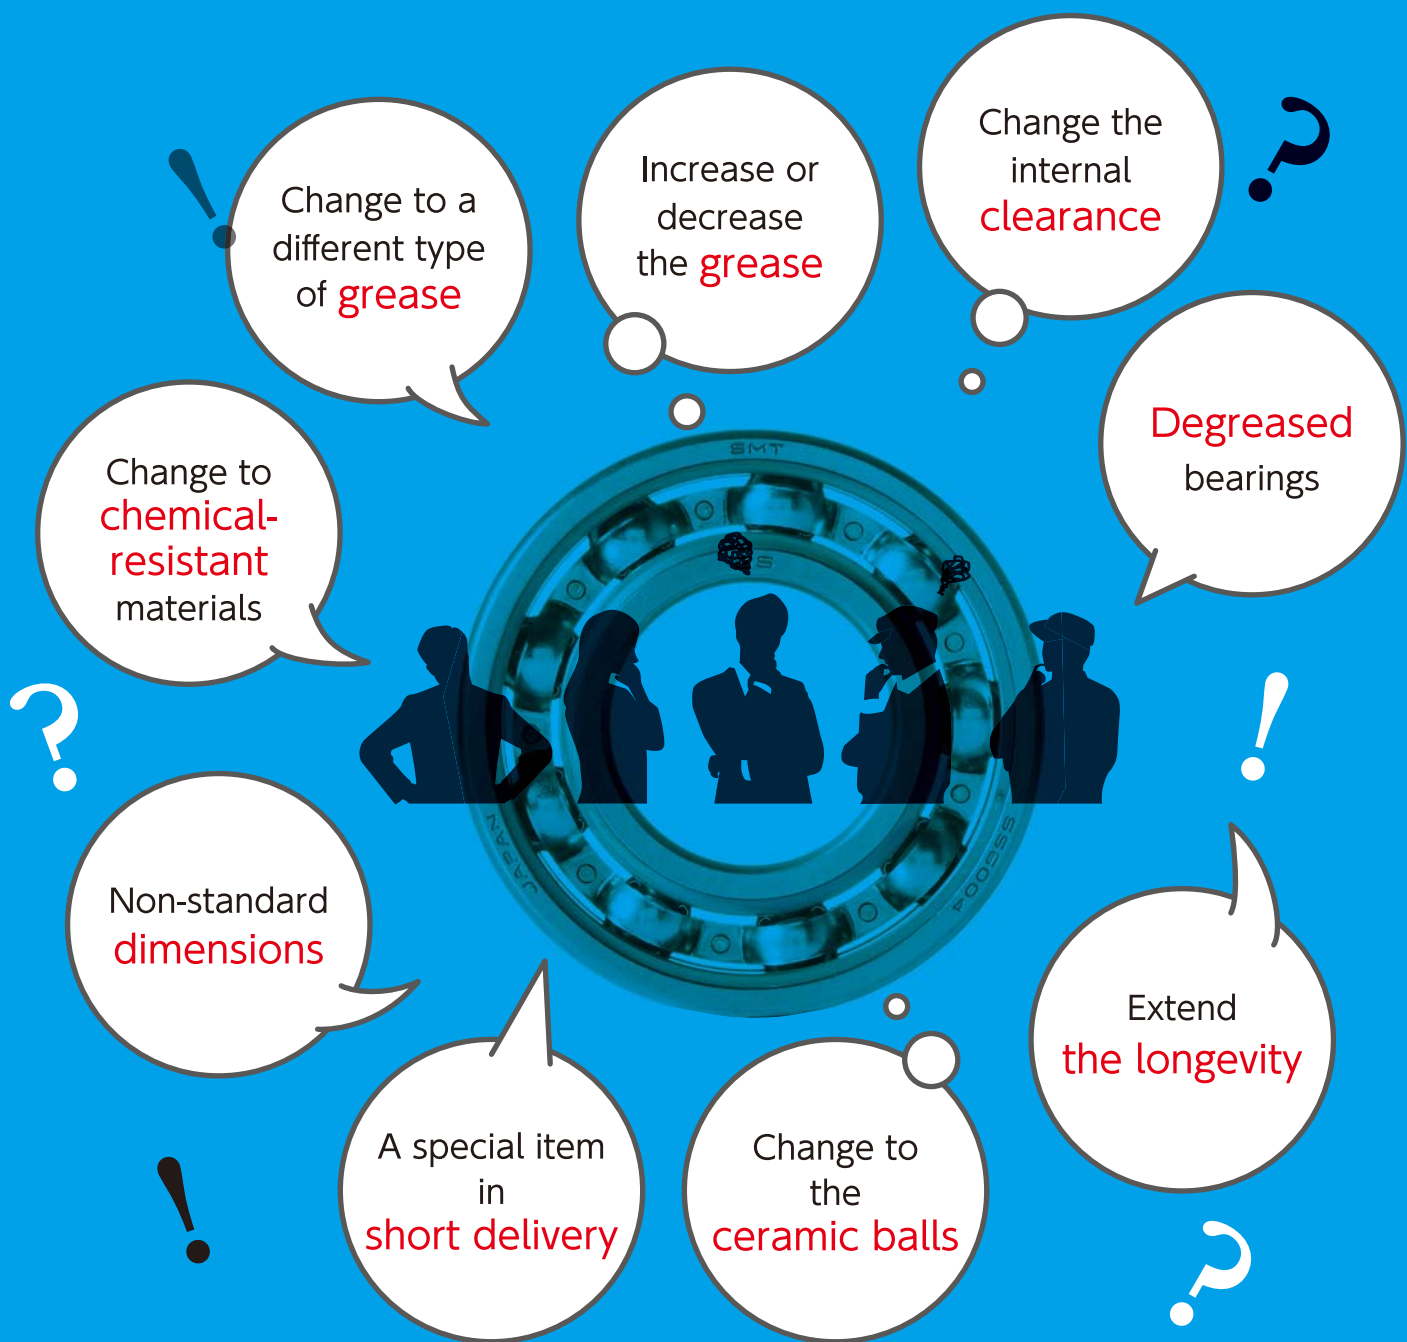 Change to a
different type
of grease
Increase or
decrease
the grease
Change the
internal
clearance
Degreased
bearings
Change to
chemical-
resistant
materials
Non-standard
dimensions
A special item
in
short delivery
Change to
the
ceramic balls
Extend
the longevity
SMT
S
JAPAN
SS6004
!
?
?
!
!
?